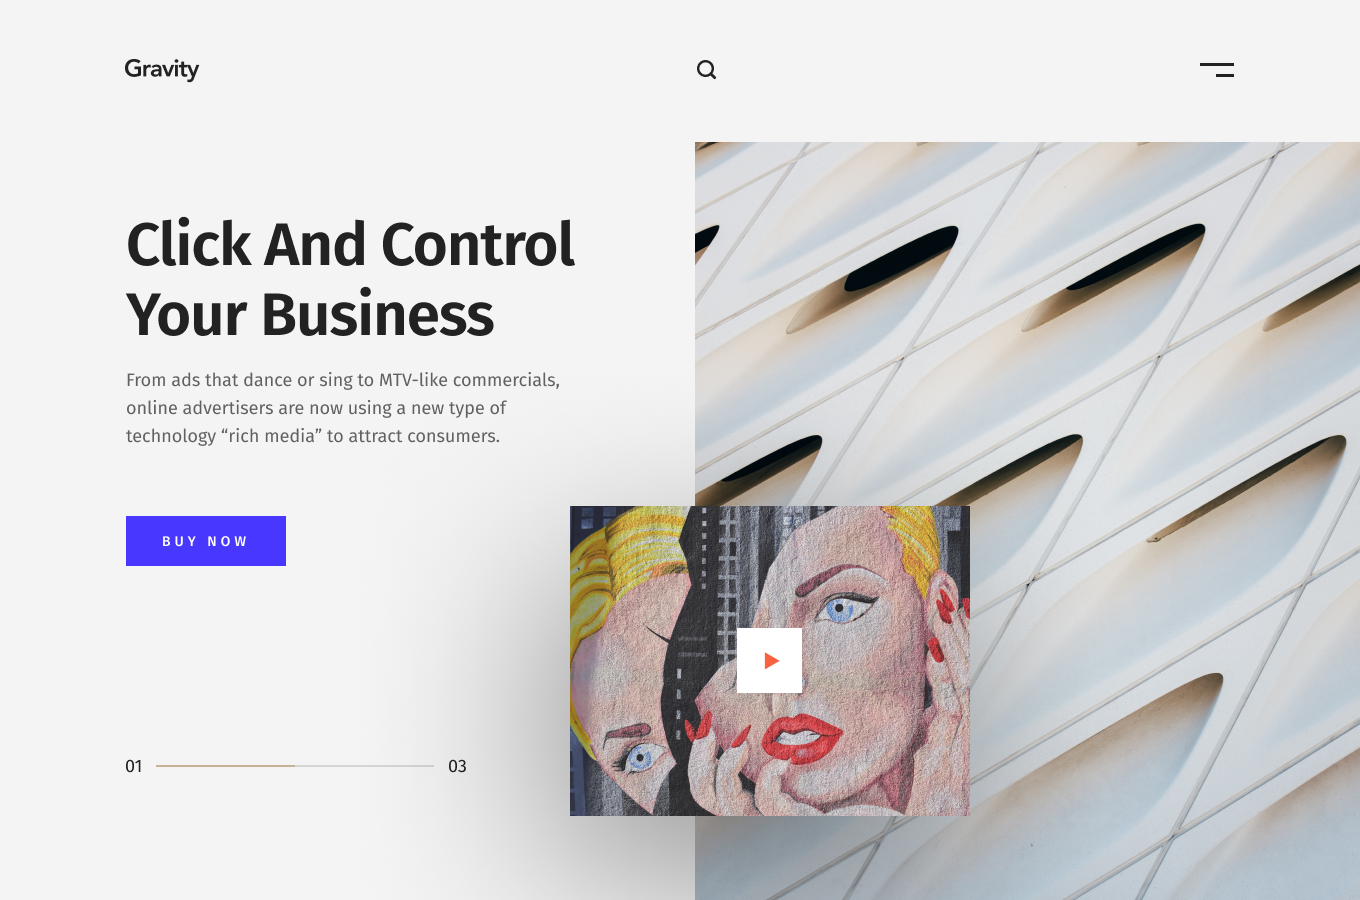 Gravity
Click And Control
Your Business
From ads that dance or sing to MTV-like commercials,
online advertisers are now using a new type of
technology “rich media” to attract consumers.
BUY NOW
01
03